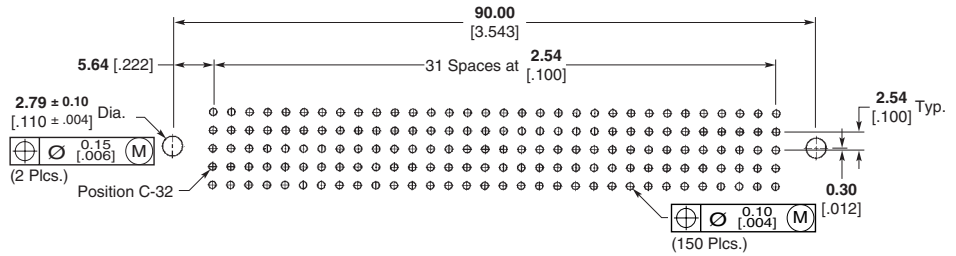 90.00
[3.543]
5.64 [.222]
31 Spaces at 2.54
[.100]
2.79 ± 0.10
[.110 ± .004] Dia.
2.54
[.100] Typ.
⌖ Ø 0.15
[.006] Ⓜ
(2 Plcs.)
Position C-32
0.30
[.012]
⌖ Ø 0.10
[.004] Ⓜ
(150 Plcs.)